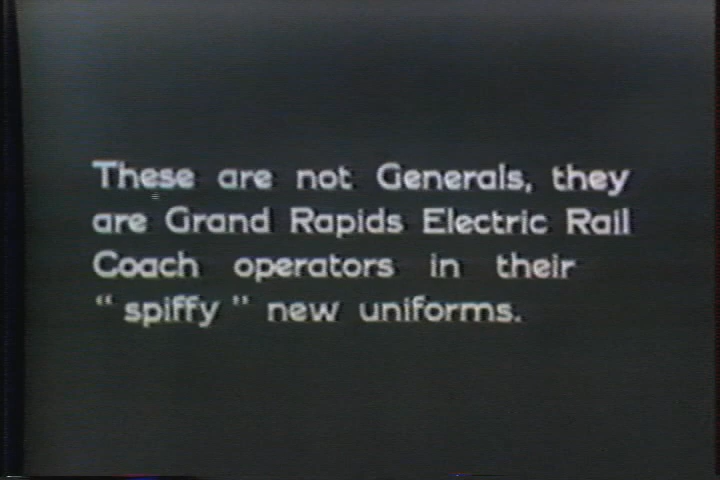 These are not Generals, they
are Grand Rapids Electric Rail
Coach operators in their
" spiffy " new uniforms.